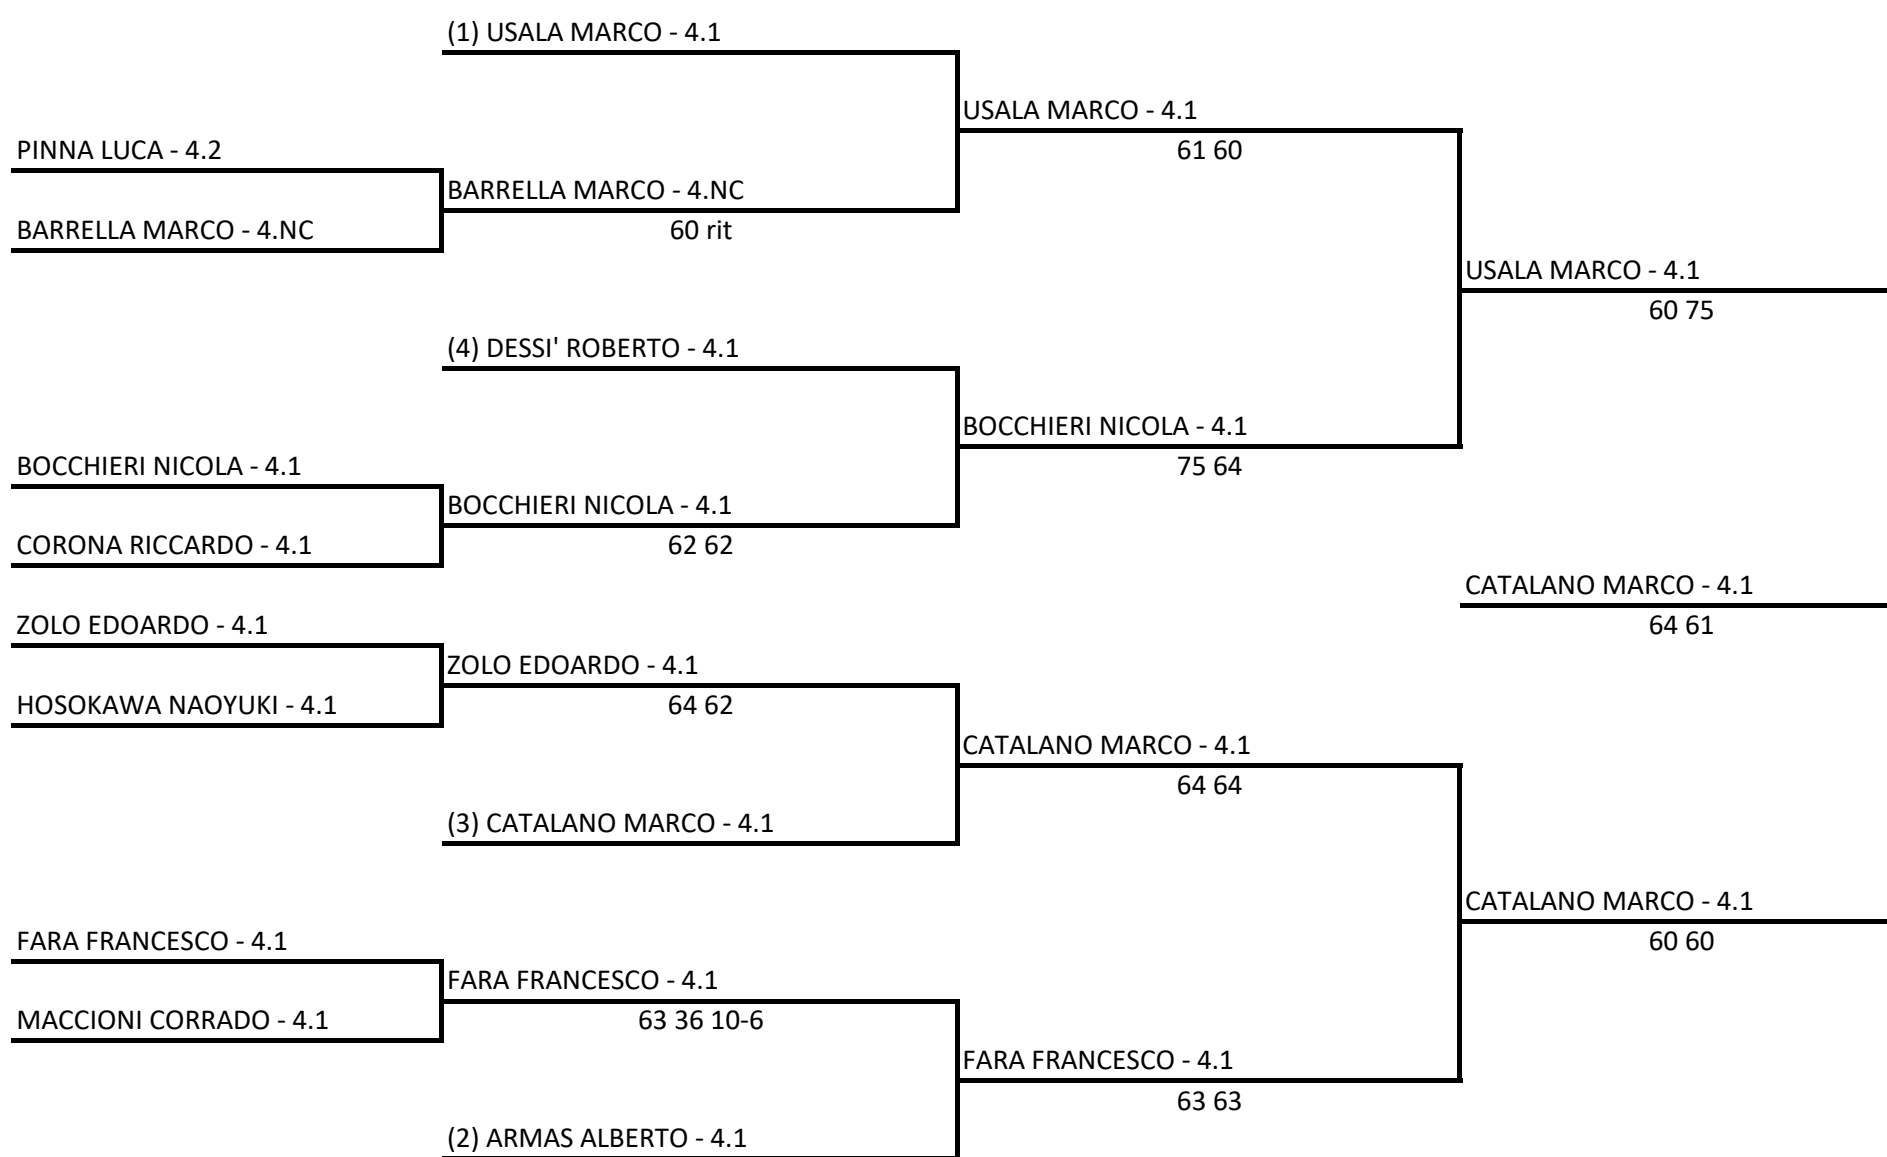 (1) USALA MARCO - 4.1
USALA MARCO - 4.1
61 60
PINNA LUCA - 4.2
BARRELLA MARCO - 4.NC
60 rit
BARRELLA MARCO - 4.NC
USALA MARCO - 4.1
60 75
(4) DESSI' ROBERTO - 4.1
BOCCHIERI NICOLA - 4.1
75 64
BOCCHIERI NICOLA - 4.1
BOCCHIERI NICOLA - 4.1
62 62
CORONA RICCARDO - 4.1
CATALANO MARCO - 4.1
64 61
ZOLO EDOARDO - 4.1
ZOLO EDOARDO - 4.1
64 62
HOSOKAWA NAOYUKI - 4.1
CATALANO MARCO - 4.1
64 64
(3) CATALANO MARCO - 4.1
CATALANO MARCO - 4.1
60 60
FARA FRANCESCO - 4.1
FARA FRANCESCO - 4.1
63 36 10-6
MACCIONI CORRADO - 4.1
FARA FRANCESCO - 4.1
63 63
(2) ARMAS ALBERTO - 4.1